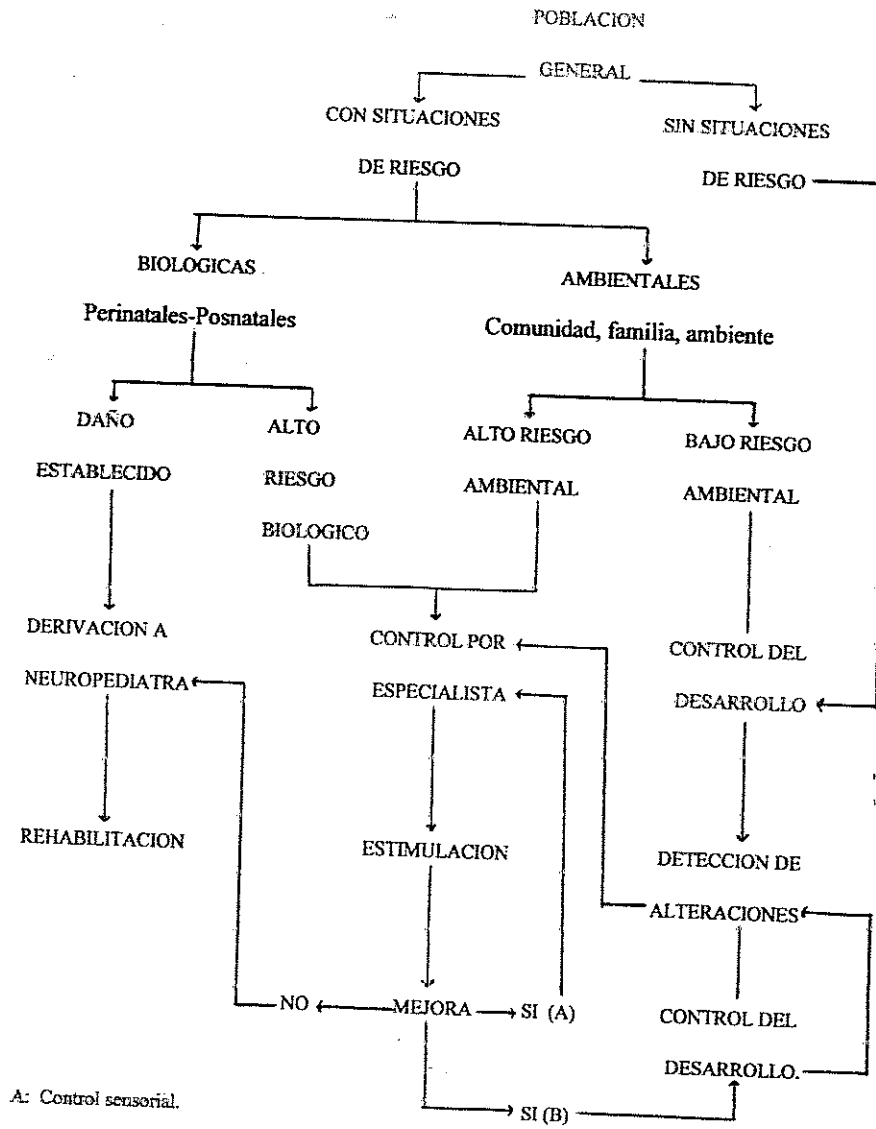 POBLACION
GENERAL
CON SITUACIONES
DE RIESGO
SIN SITUACIONES
DE RIESGO
BIOLOGICAS
Perinatales-Posnatales
AMBIENTALES
Comunidad, familia, ambiente
DAÑO
ESTABLECIDO
ALTO
RIESGO
BIOLOGICO
ALTO RIESGO
AMBIENTAL
BAJO RIESGO
AMBIENTAL
DERIVACION A
NEUROPEDIATRA
CONTROL POR
ESPECIALISTA
CONTROL DEL
DESARROLLO
REHABILITACION
ESTIMULACION
DETECCION DE
ALTERACIONES
NO
MEJORA
SI (A)
CONTROL DEL
DESARROLLO.
SI (B)
A: Control sensorial.